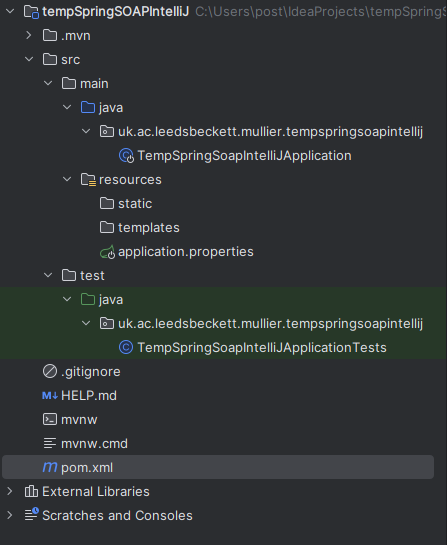 tempSpringSOAPIntelliJ C:\Users\post\IdeaProjects\tempSpringS
.mvn
src
main
java
uk.ac.leedsbeckett.mullier.tempspringsoapintellij
TempSpringSoapIntelliJApplication
resources
static
templates
application.properties
test
java
uk.ac.leedsbeckett.mullier.tempspringsoapintellij
TempSpringSoapIntelliJApplicationTests
.gitignore
M↓ HELP.md
mvnw
mvnw.cmd
m pom.xml
External Libraries
Scratches and Consoles